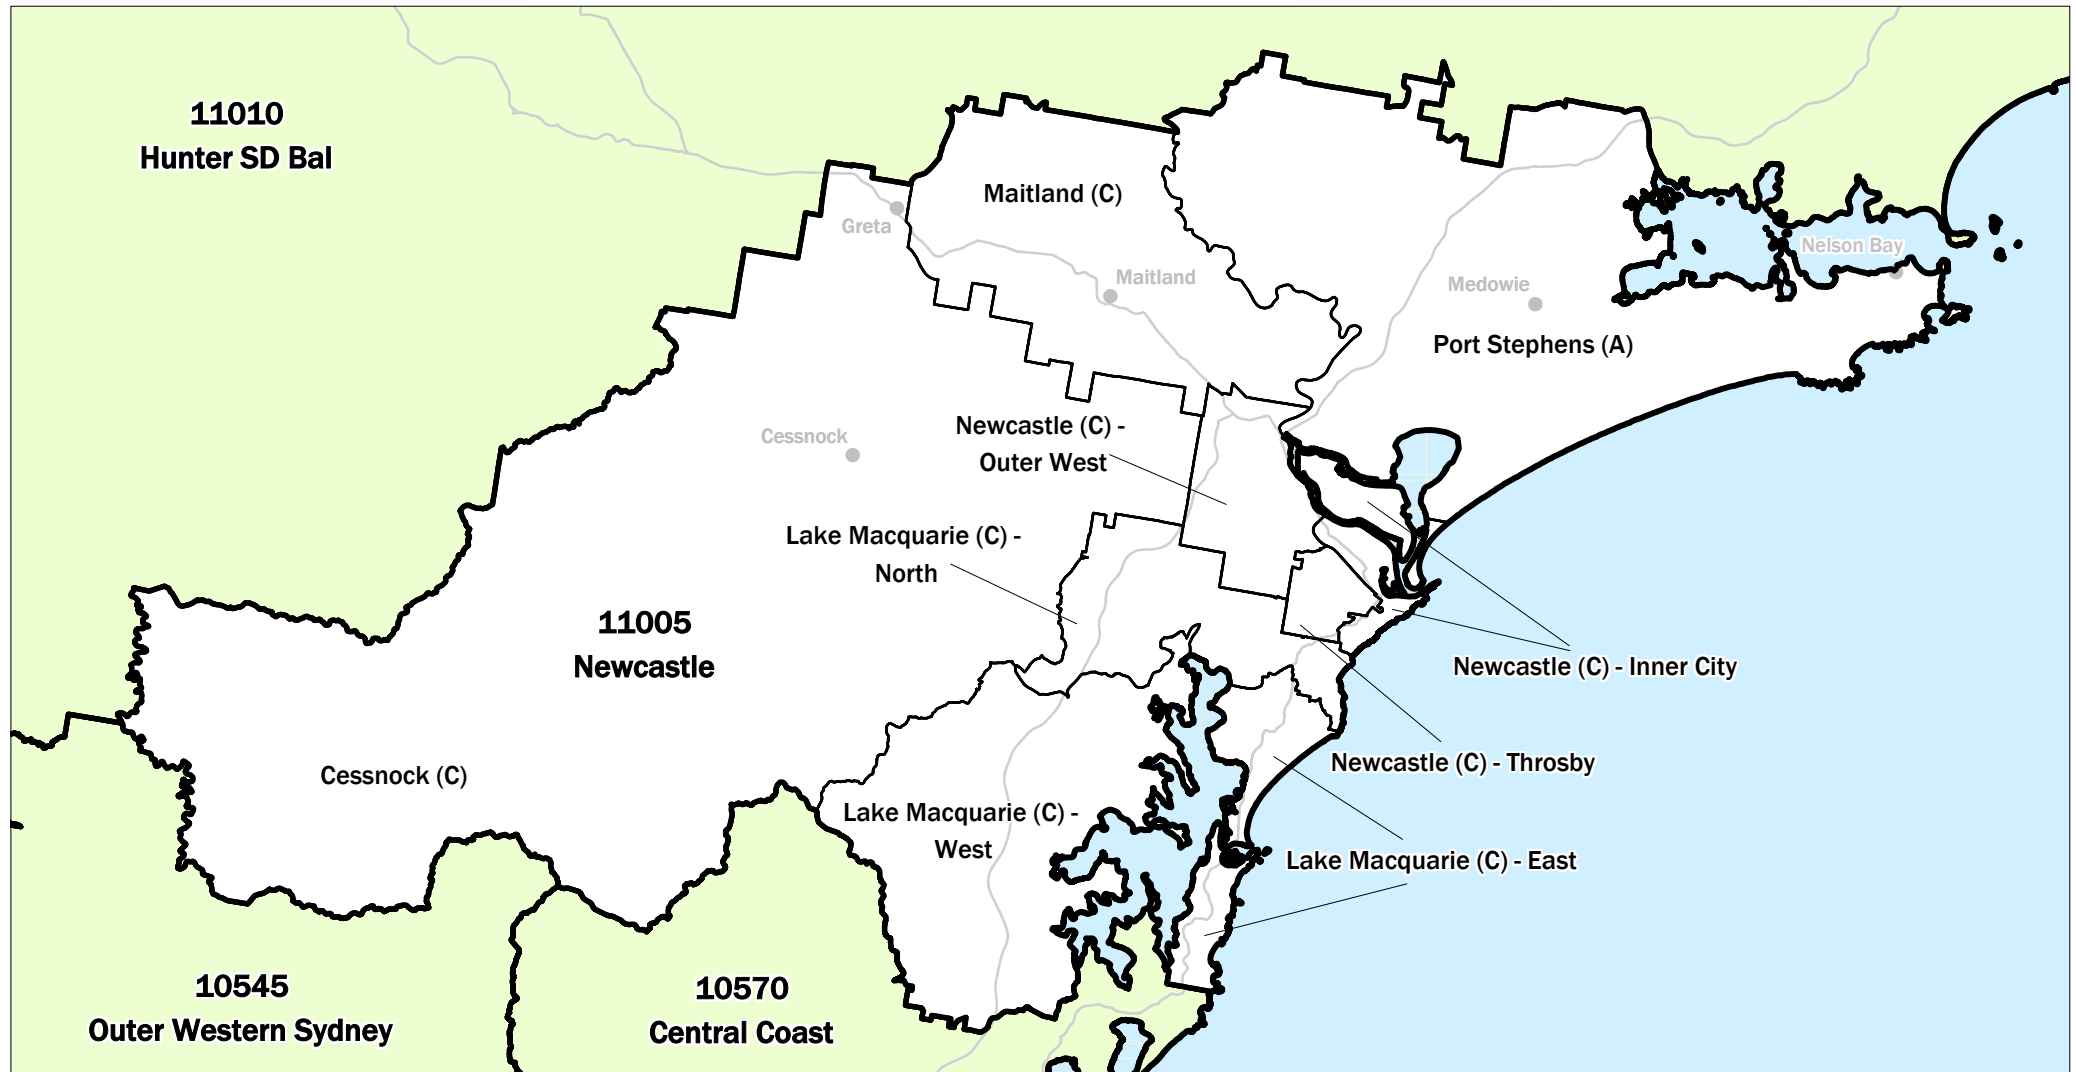 11010
Hunter SD Bal
Maitland (C)
Greta
Maitland
Nelson Bay
Medowie
Port Stephens (A)
Cessnock
Newcastle (C) -
Outer West
Lake Macquarie (C) -
North
11005
Newcastle
Newcastle (C) - Inner City
Cessnock (C)
Newcastle (C) - Throsby
Lake Macquarie (C) -
West
Lake Macquarie (C) - East
10545
Outer Western Sydney
10570
Central Coast